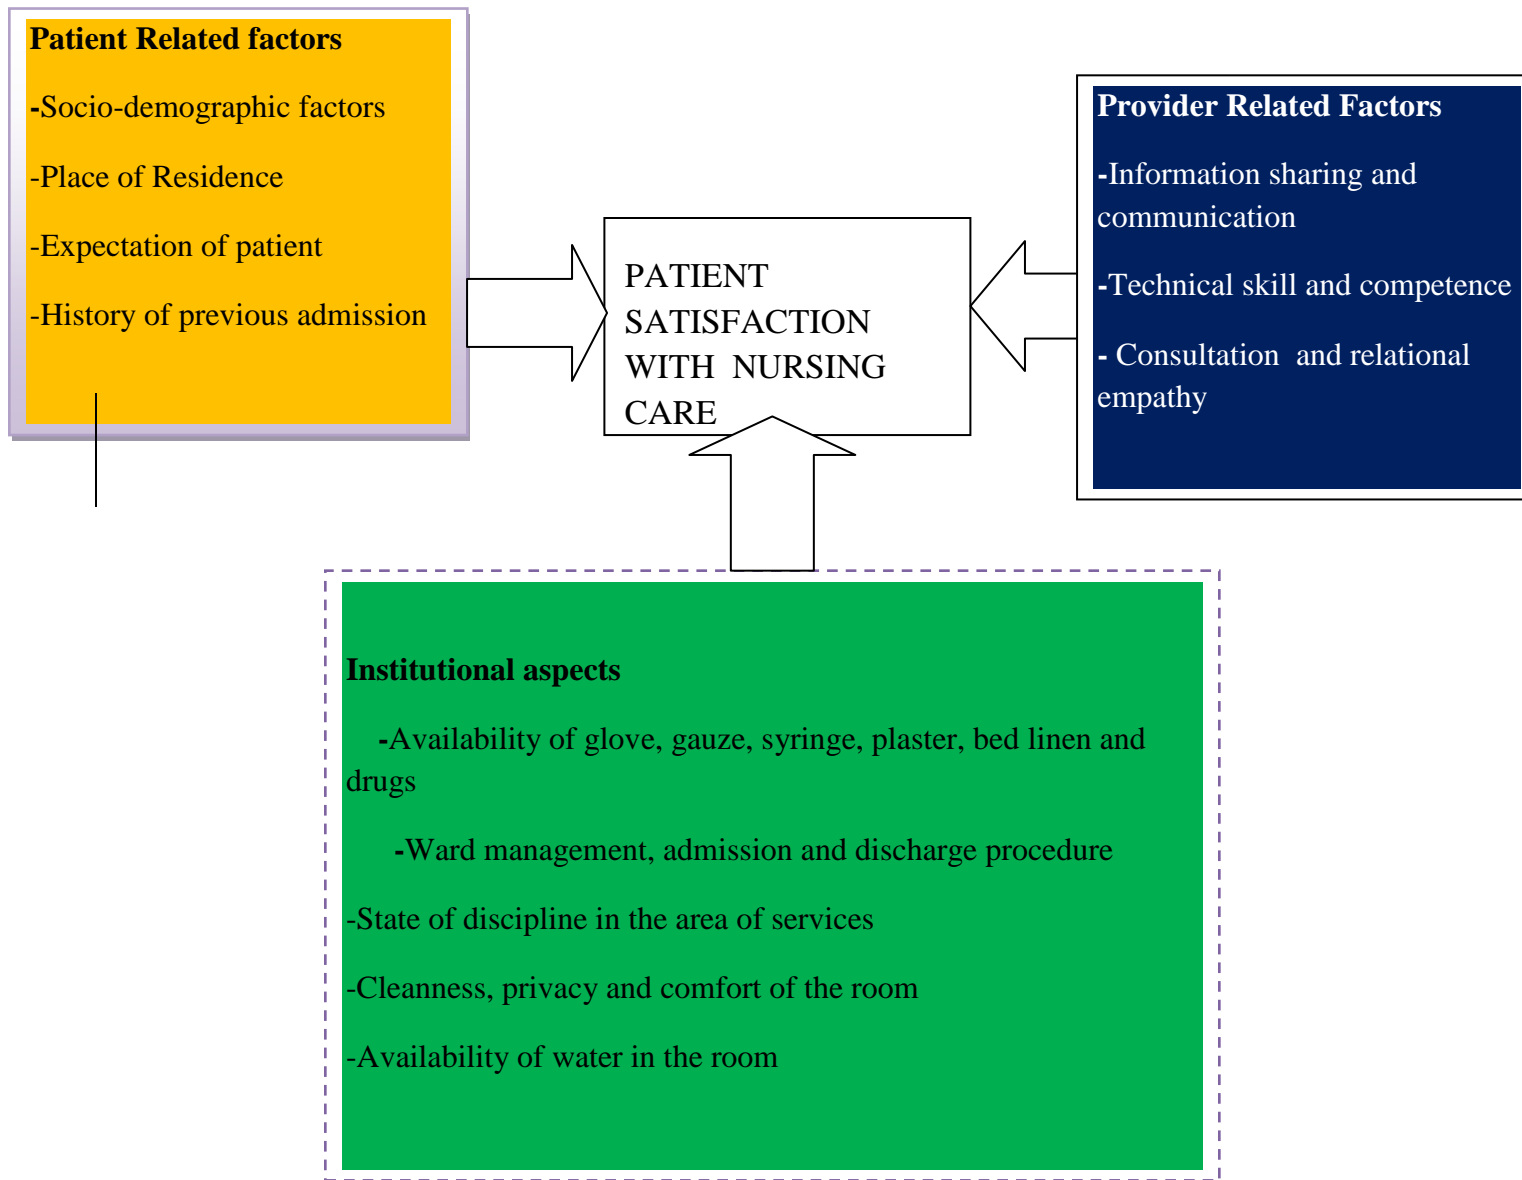 Patient Related factors
-Socio-demographic factors
-Place of Residence
-Expectation of patient
-History of previous admission
PATIENT
SATISFACTION
WITH NURSING
CARE
Provider Related Factors
-Information sharing and
communication
-Technical skill and competence
- Consultation and relational
empathy
Institutional aspects
-Availability of glove, gauze, syringe, plaster, bed linen and
drugs
-Ward management, admission and discharge procedure
-State of discipline in the area of services
-Cleanness, privacy and comfort of the room
-Availability of water in the room